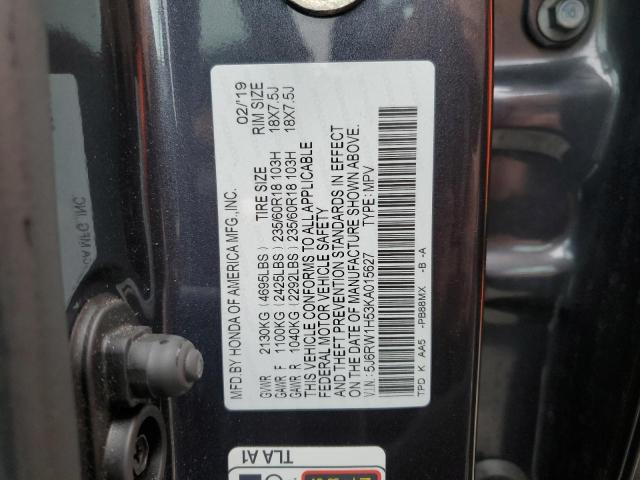 MFD.BY HONDA OF AMERICA MFG.,INC. 02/'19
TIRE SIZE RIM SIZE
GVWR 2130KG (4695LBS)
GAWR F 1100KG (2425LBS) 235/60R18 103H 18X7.5J
GAWR R 1040KG (2292LBS) 235/60R18 103H 18X7.5J
THIS VEHICLE CONFORMS TO ALL APPLICABLE
FEDERAL MOTOR VEHICLE SAFETY
AND THEFT PREVENTION STANDARDS IN EFFECT
ON THE DATE OF MANUFACTURE SHOWN ABOVE.
V.I.N.: 5J6RW1H53KA015627 TYPE: MPV
TPD K AA5 -PB88MX -B -A
TLA A1